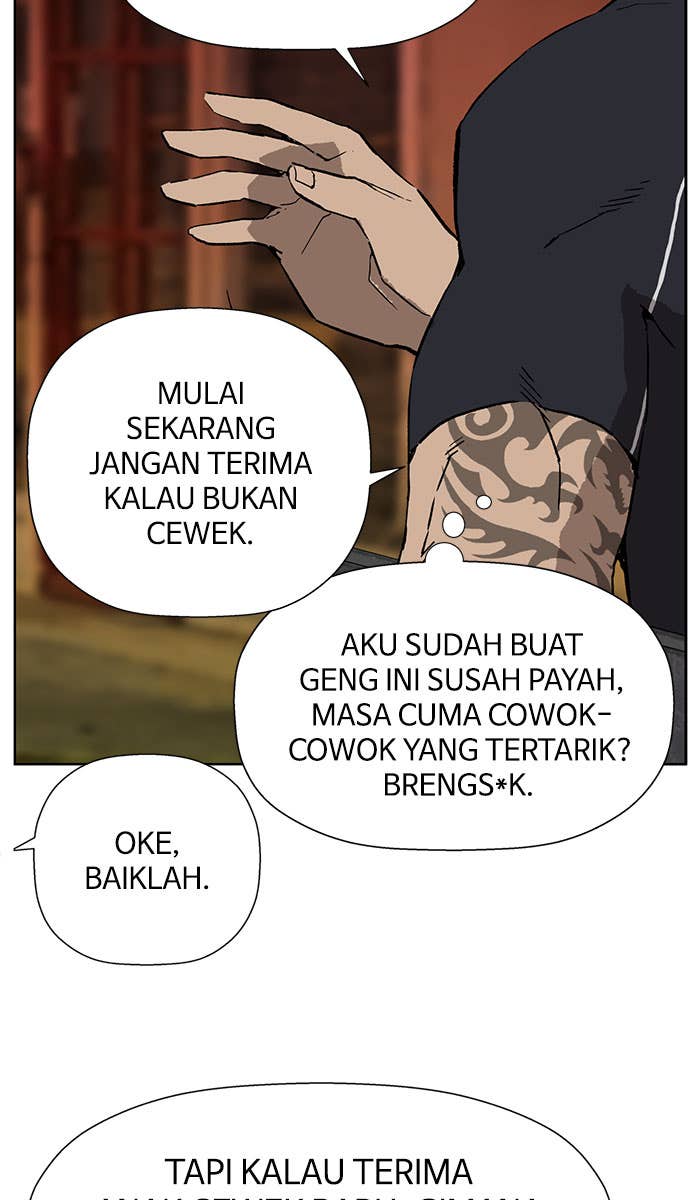 MULAI
SEKARANG
JANGAN TERIMA
KALAU BUKAN
CEWEK.
AKU SUDAH BUAT
GENG INI SUSAH PAYAH,
MASA CUMA COWOK-
COWOK YANG TERTARIK?
BRENGS*K.
OKE,
BAIKLAH.
TAPI KALAU TERIMA